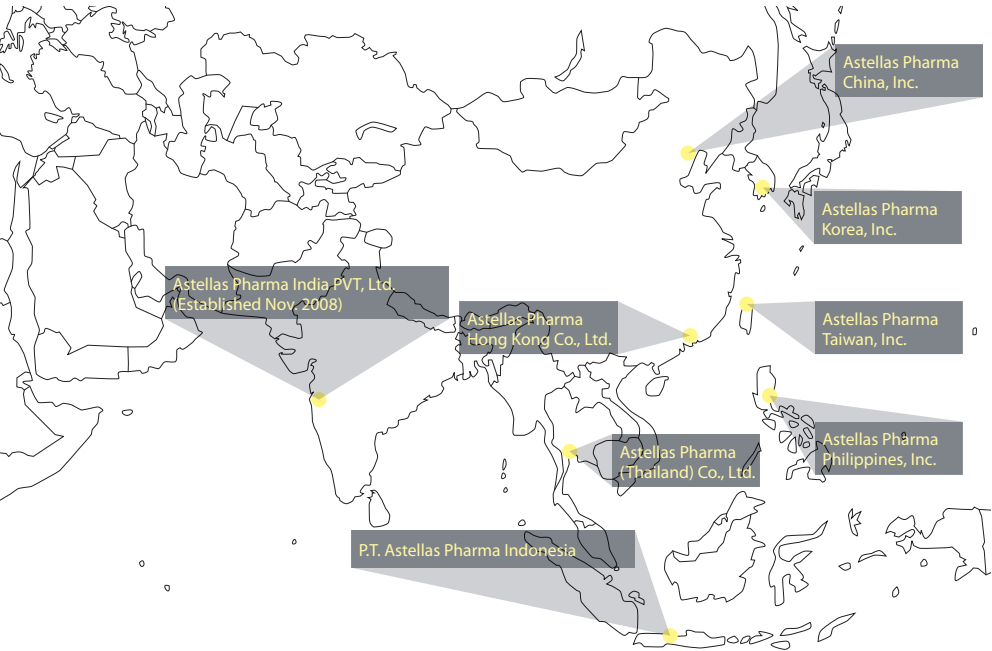 Astellas Pharma
China, Inc.
Astellas Pharma
Korea, Inc.
Astellas Pharma India PVT, Ltd.
(Established Nov. 2008)
Astellas Pharma
Hong Kong Co., Ltd.
Astellas Pharma
Taiwan, Inc.
Astellas Pharma
(Thailand) Co., Ltd.
Astellas Pharma
Philippines, Inc.
P.T. Astellas Pharma Indonesia